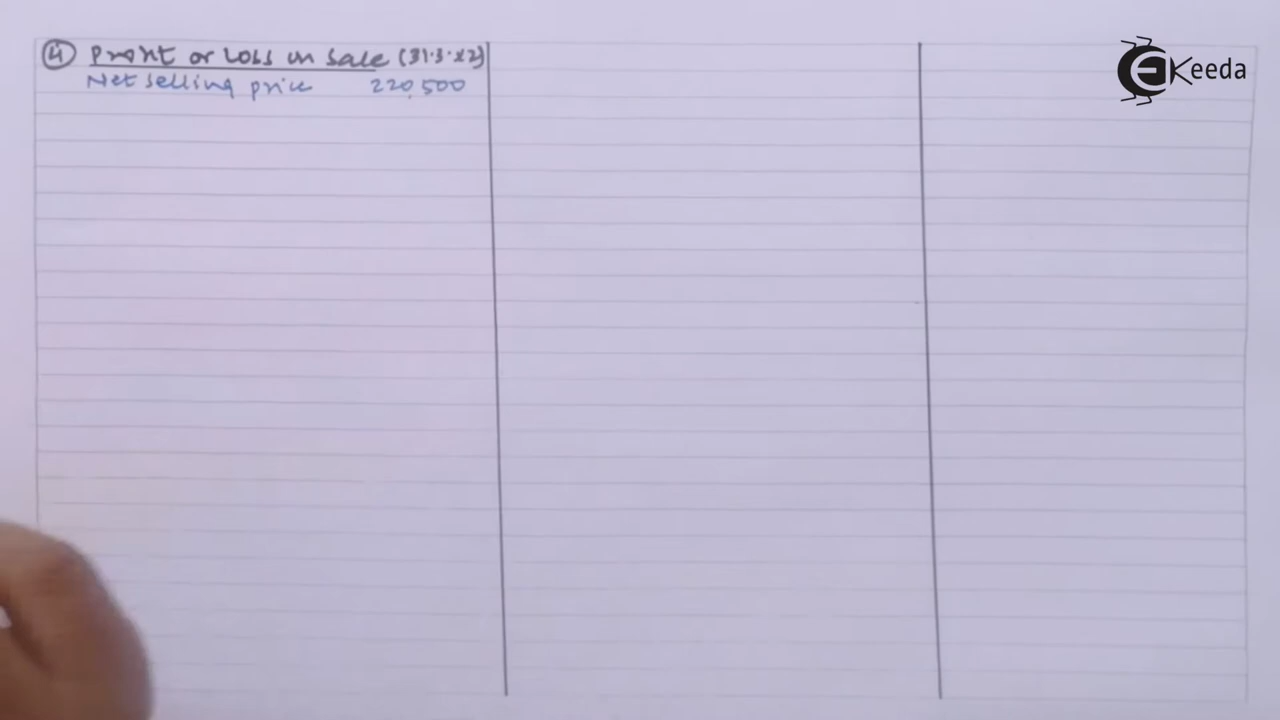 ④ Profit or Loss on Sale (31.3.x2)
Net selling price 220,500
EKeeda